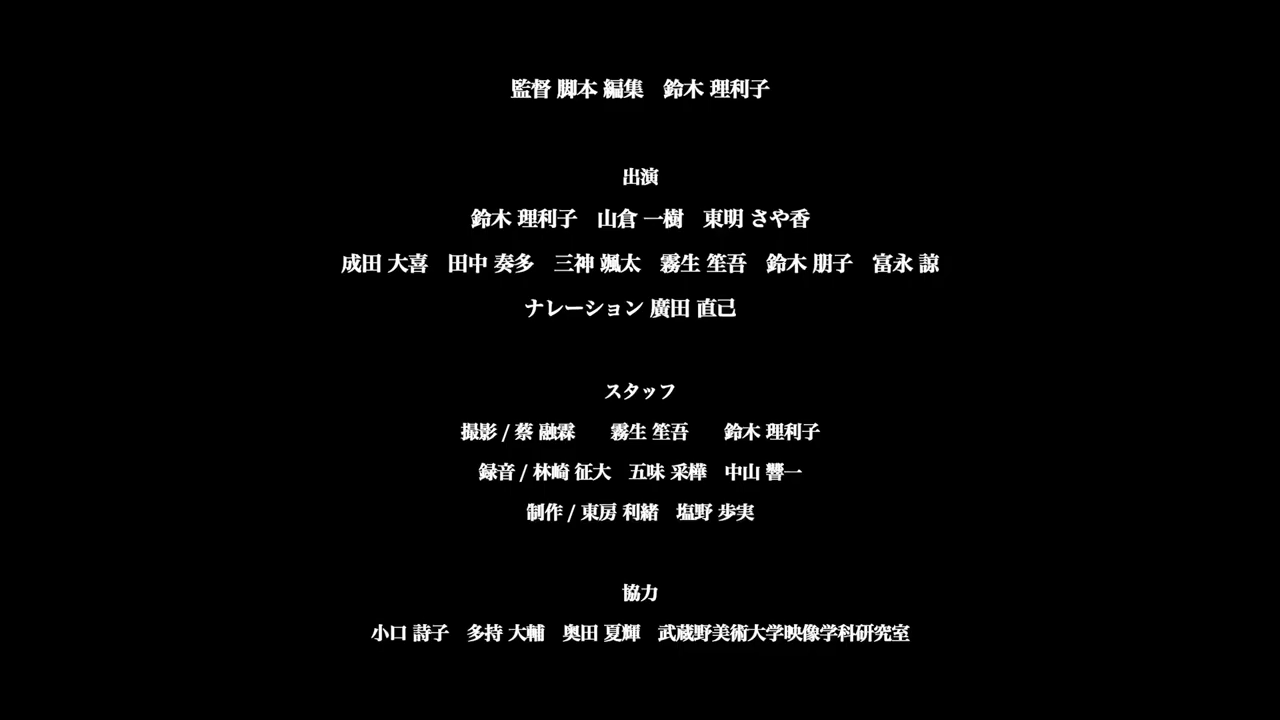 監督 脚本 編集　鈴木 理利子
出演
鈴木 理利子　山倉 一樹　東明 さや香
成田 大喜　田中 奏多　三神 颯太　霧生 笙吾　鈴木 朋子　富永 諒
ナレーション 廣田 直己
スタッフ
撮影 / 蔡 融霖　　霧生 笙吾　　鈴木 理利子
録音 / 林崎 征大　五味 采樺　中山 響一
制作 / 東房 利緒　塩野 歩実
協力
小口 詩子　多持 大輔　奥田 夏輝　武蔵野美術大学映像学科研究室